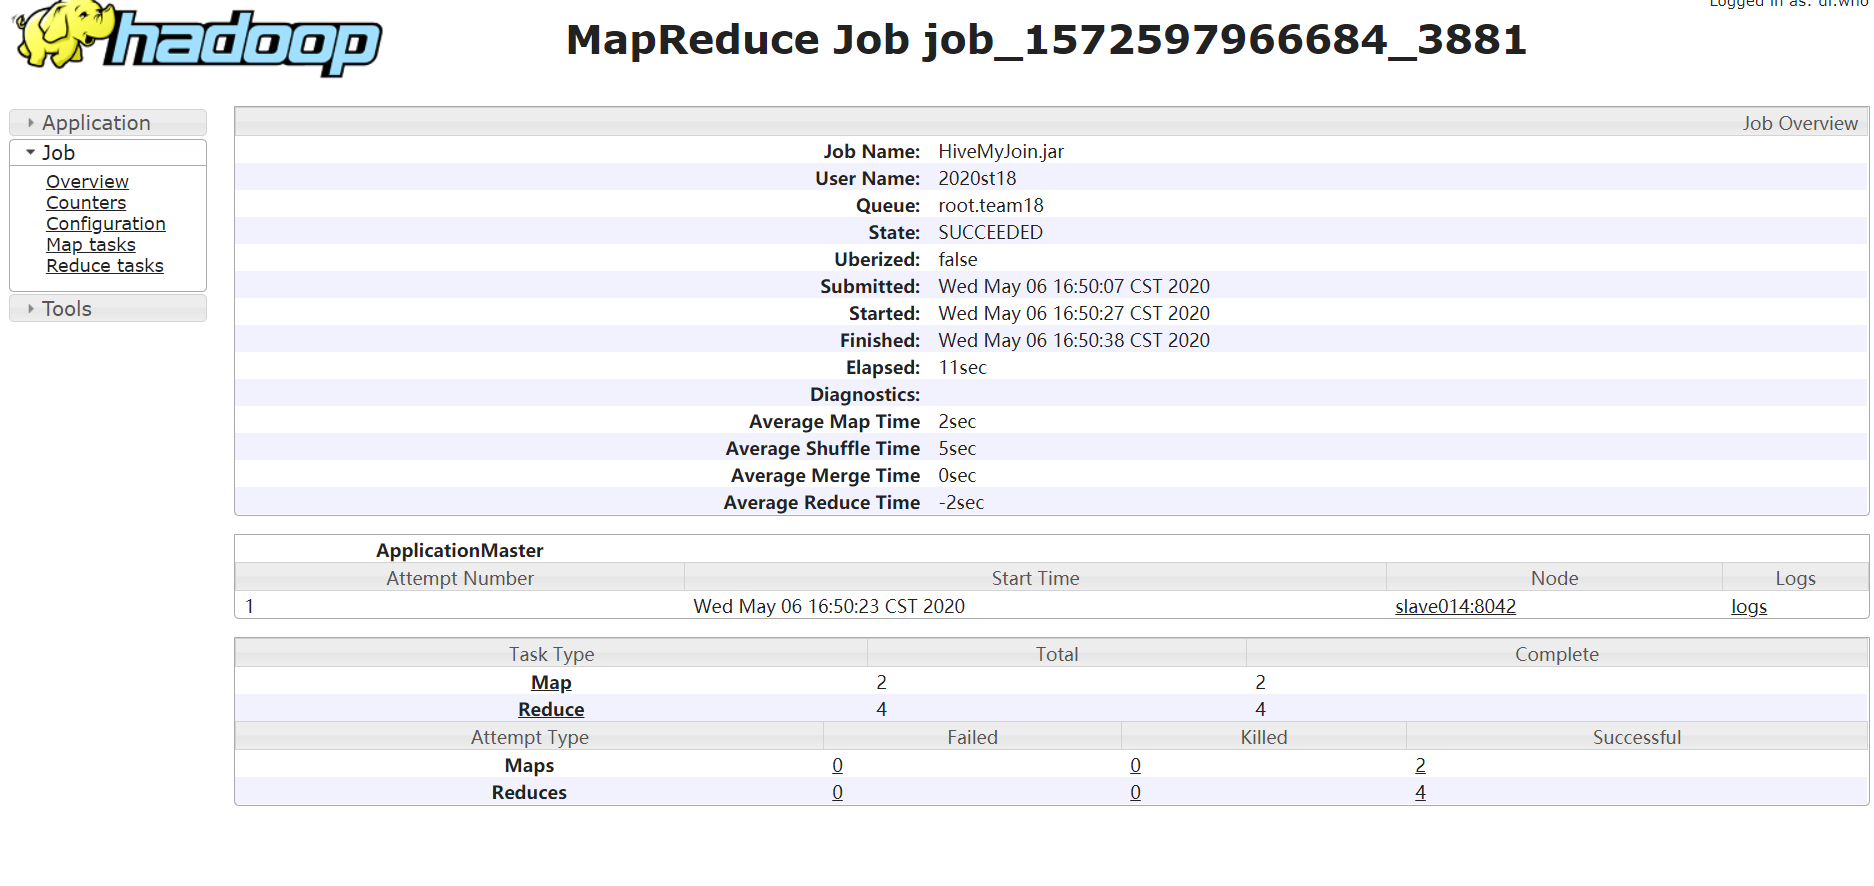 Logged in as: dr.who
hadoop
MapReduce Job job_1572597966684_3881
Application
Job
Overview
Counters
Configuration
Map tasks
Reduce tasks
Tools
Job Overview
Job Name: HiveMyJoin.jar
User Name: 2020st18
Queue: root.team18
State: SUCCEEDED
Uberized: false
Submitted: Wed May 06 16:50:07 CST 2020
Started: Wed May 06 16:50:27 CST 2020
Finished: Wed May 06 16:50:38 CST 2020
Elapsed: 11sec
Diagnostics:
Average Map Time 2sec
Average Shuffle Time 5sec
Average Merge Time 0sec
Average Reduce Time -2sec
ApplicationMaster
Attempt Number Start Time Node Logs
1 Wed May 06 16:50:23 CST 2020 slave014:8042 logs
Task Type Total Complete
Map 2 2
Reduce 4 4
Attempt Type Failed Killed Successful
Maps 0 0 2
Reduces 0 0 4